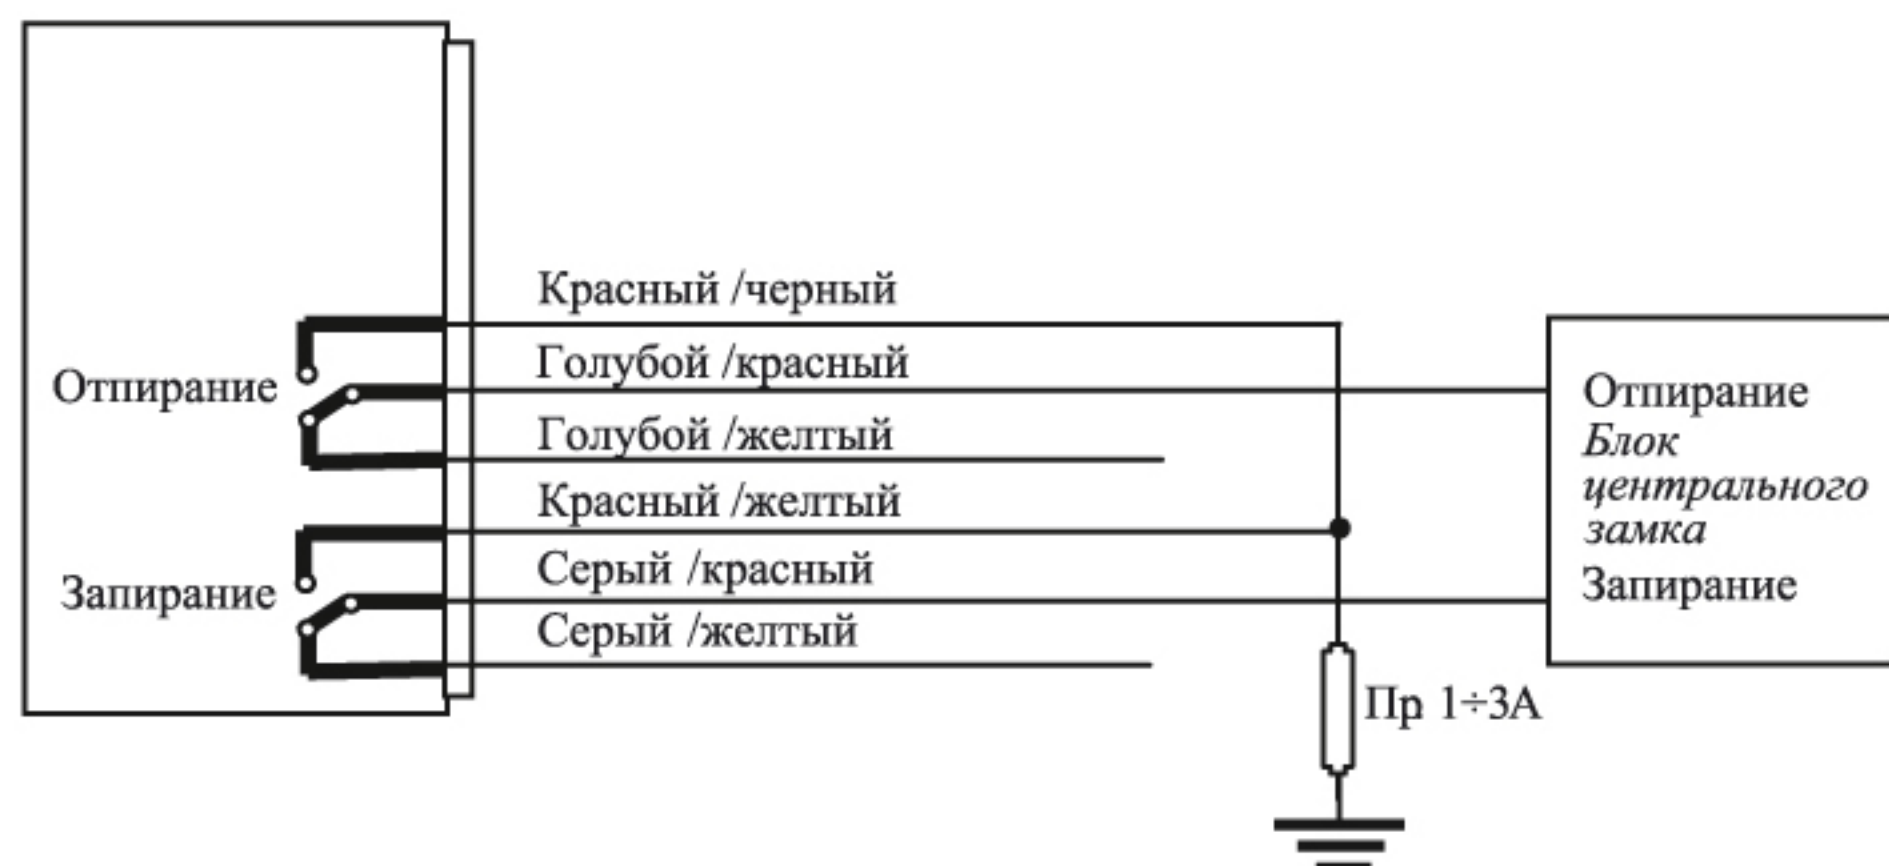 Красный /черный
Голубой /красный
Отпирание
Голубой /желтый
Красный /желтый
Серый /красный
Запирание
Серый /желтый
Отпирание
Блок
центрального
замка
Запирание
Пр 1÷3А